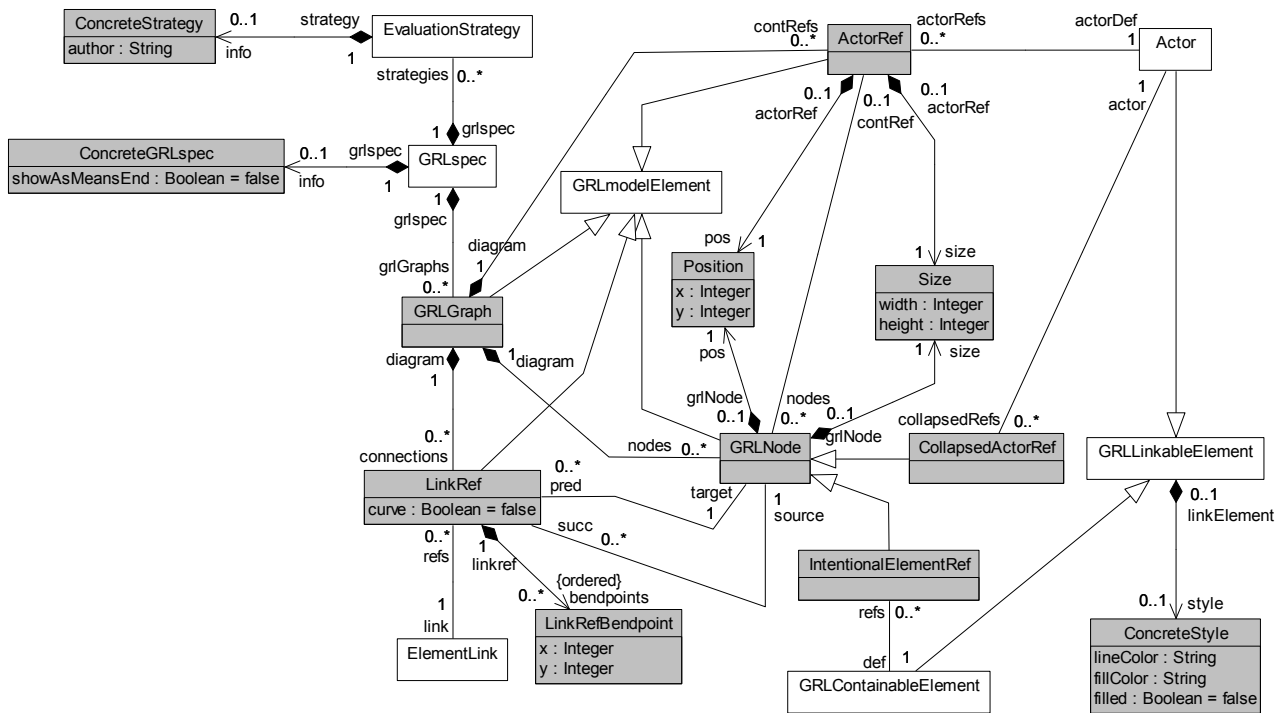 ConcreteStrategy
author : String
0..1
info
strategy
1
EvaluationStrategy
strategies
0..*
contRefs
0..*
ActorRef
actorRefs
0..*
actorDef
1
Actor
1
actor
0..1
actorRef
0..1
contRef
0..1
actorRef
ConcreteGRLspec
showAsMeansEnd : Boolean = false
0..1
info
grlspec
1
1
grlspec
GRLspec
1
grlspec
GRLmodelElement
grlGraphs
0..*
diagram
1
GRLGraph
pos
1
Position
x : Integer
y : Integer
1
pos
1
size
Size
width : Integer
height : Integer
1
size
diagram
1
1
diagram
grlNode
0..1
nodes
0..*
0..1
grlNode
collapsedRefs
0..*
0..*
connections
nodes
0..*
GRLNode
CollapsedActorRef
GRLLinkableElement
LinkRef
curve : Boolean = false
0..*
pred
target
1
1
source
0..1
linkElement
0..*
refs
1
linkref
succ
0..*
{ordered}
0..*
bendpoints
IntentionalElementRef
refs
0..*
1
link
ElementLink
LinkRefBendpoint
x : Integer
y : Integer
def
1
GRLContainableElement
0..1
style
ConcreteStyle
lineColor : String
fillColor : String
filled : Boolean = false